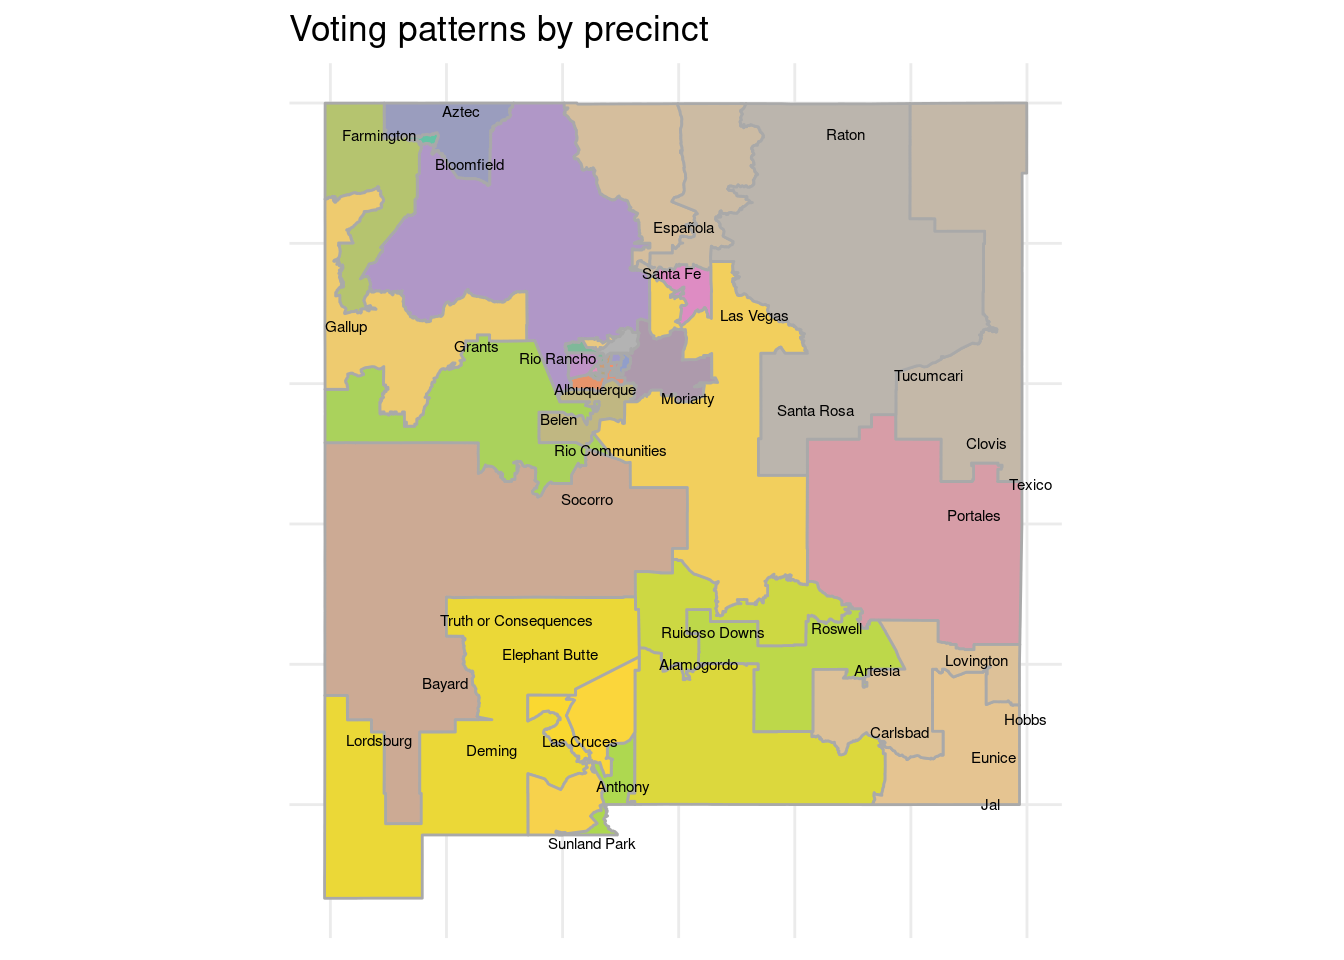 Voting patterns by precinct
Aztec
Farmington
Raton
Bloomfield
Española
Santa Fe
Las Vegas
Gallup
Grants
Rio Rancho
Tucumcari
Albuquerque
Moriarty
Santa Rosa
Belen
Clovis
Rio Communities
Texico
Socorro
Portales
Truth or Consequences
Ruidoso Downs
Roswell
Elephant Butte
Alamogordo
Lovington
Artesia
Bayard
Hobbs
Carlsbad
Lordsburg
Las Cruces
Deming
Eunice
Anthony
Jal
Sunland Park